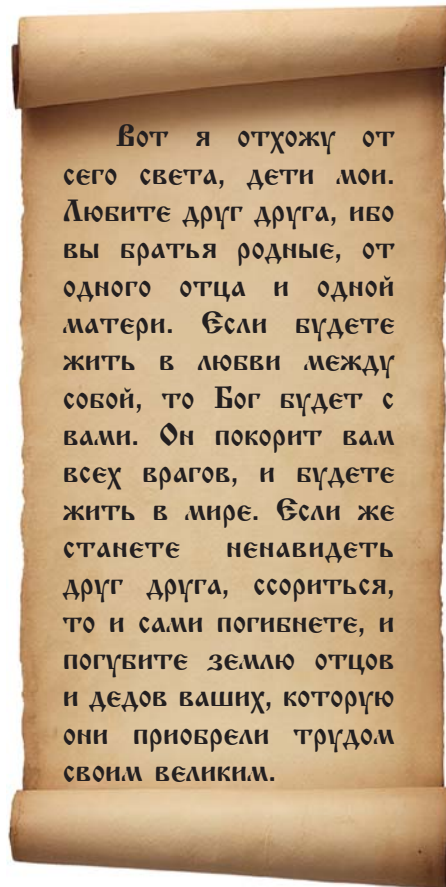 Вот я отхожу от
сего света, дети мои.
Любите друг друга, ибо
вы братья родные, от
одного отца и одной
матери. Если будете
жить в любви между
собой, то Бог будет с
вами. Он покорит вам
всех врагов, и будете
жить в мире. Если же
станете ненавидеть
друг друга, ссориться,
то и сами погибнете, и
погубите землю отцов
и дедов ваших, которую
они приобрели трудом
своим великим.